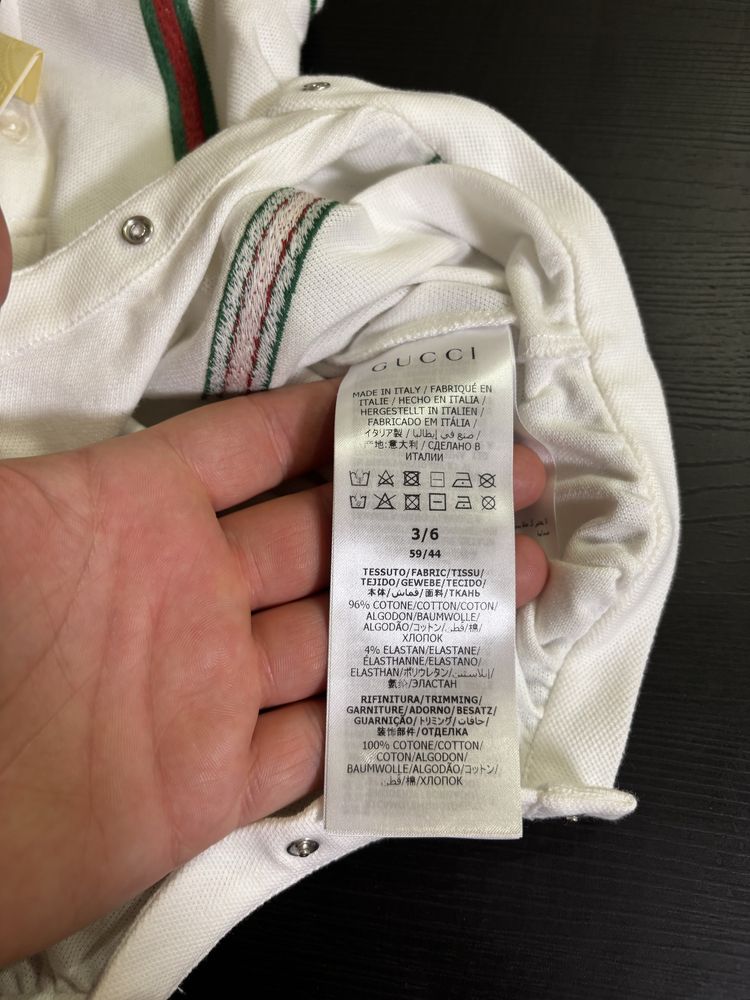 GUCCI
MADE IN ITALY / FABRIQUÉ EN
ITALIE / HECHO EN ITALIA /
HERGESTELLT IN ITALIEN /
FABRICADO EM ITÁLIA /
イタリア製 / صنع في إيطاليا /
产地:意大利 / СДЕЛАНО В
ИТАЛИИ
3/6
59/44
TESSUTO/FABRIC/TISSU/
TEJIDO/GEWEBE/TECIDO/
本体/قماش/面料/ТКАНЬ
96% COTONE/COTTON/COTON/
ALGODON/BAUMWOLLE/
ALGODÃO/コットン/قطن/棉/
ХЛОПОК
4% ELASTAN/ELASTANE/
ÉLASTHANNE/ELASTANO/
ELASTHAN/ポリウレタン/إيلاستين/
氨纶/ЭЛАСТАН
RIFINITURA/TRIMMING/
GARNITURE/ADORNO/BESATZ/
GUARNIÇÃO/トリミング/حافات/
装饰部件/ОТДЕЛКА
100% COTONE/COTTON/
COTON/ALGODON/
BAUMWOLLE/ALGODÃO/コットン/
قطن/棉/ХЛОПОК